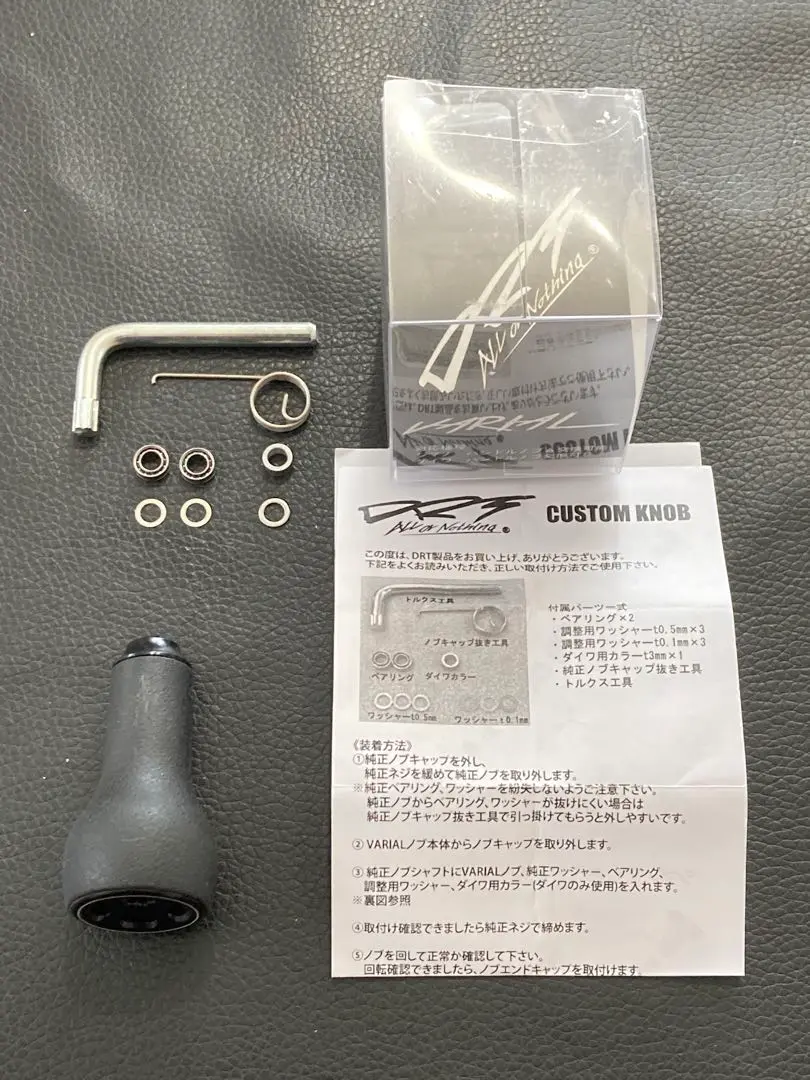 DRT
ALL or Nothing ®
VARIAL
DRT
ALL or Nothing ®
CUSTOM KNOB
この度は、DRT製品をお買い上げ、ありがとうございます。
下記をよくお読みいただき、正しい取付け方法でご使用下さい。
トルクス工具
ノブキャップ抜き工具
ベアリング
ダイワカラー
ワッシャーt0.5mm
ワッシャーt0.1mm
付属パーツ一式
・ベアリング×2
・調整用ワッシャーt0.5mm×3
・調整用ワッシャーt0.1mm×3
・ダイワ用カラーt3mm×1
・純正ノブキャップ抜き工具
・トルクス工具
《装着方法》
①純正ノブキャップを外し、
純正ネジを緩めて純正ノブを取り外します。
※純正ベアリング、ワッシャーを紛失しないようご注意下さい。
純正ノブからベアリング、ワッシャーが抜けにくい場合は
純正ノブキャップ抜き工具で引っ掛けてもらうと外しやすいです。
②VARIALノブ本体からノブキャップを取り外します。
③純正ノブシャフトにVARIALノブ、純正ワッシャー、ベアリング、
調整用ワッシャー、ダイワ用カラー(ダイワのみ使用)を入れます。
※裏図参照
④取付け確認できましたら純正ネジで締めます。
⑤ノブを回して正常か確認して下さい。
回転確認できましたら、ノブエンドキャップを取付けます。